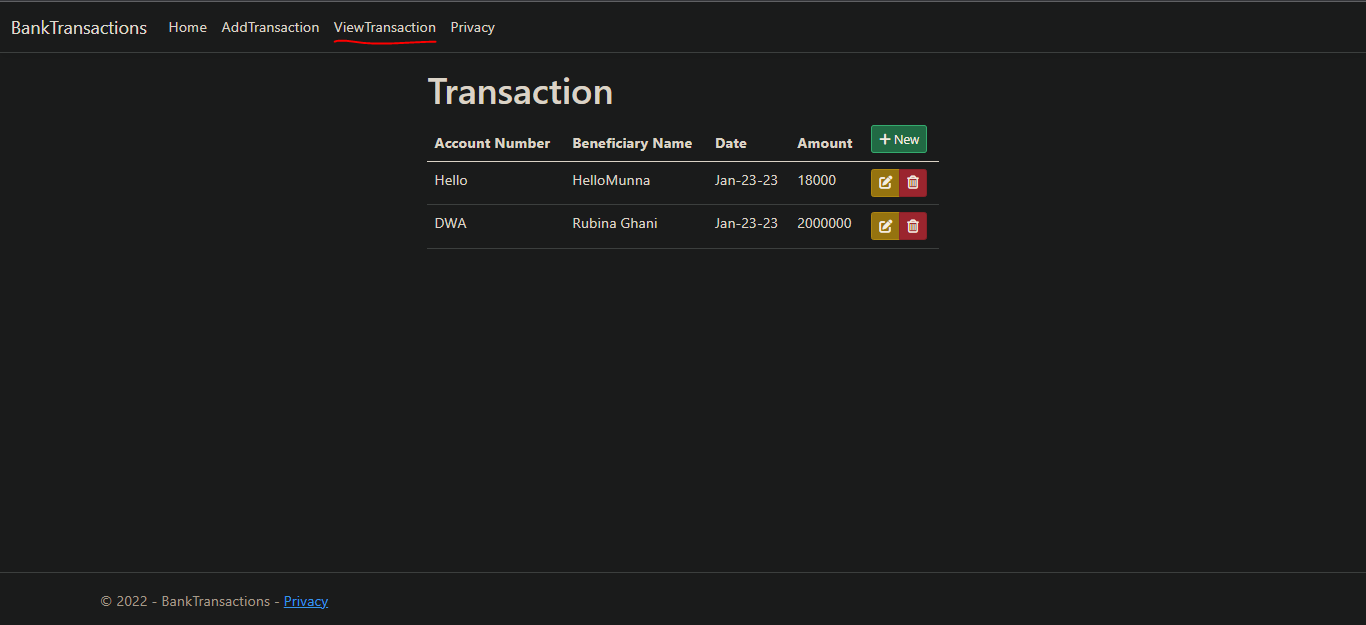 BankTransactions Home AddTransaction ViewTransaction Privacy
Transaction
Account Number Beneficiary Name Date Amount + New
Hello HelloMunna Jan-23-23 18000
DWA Rubina Ghani Jan-23-23 2000000
© 2022 - BankTransactions - Privacy